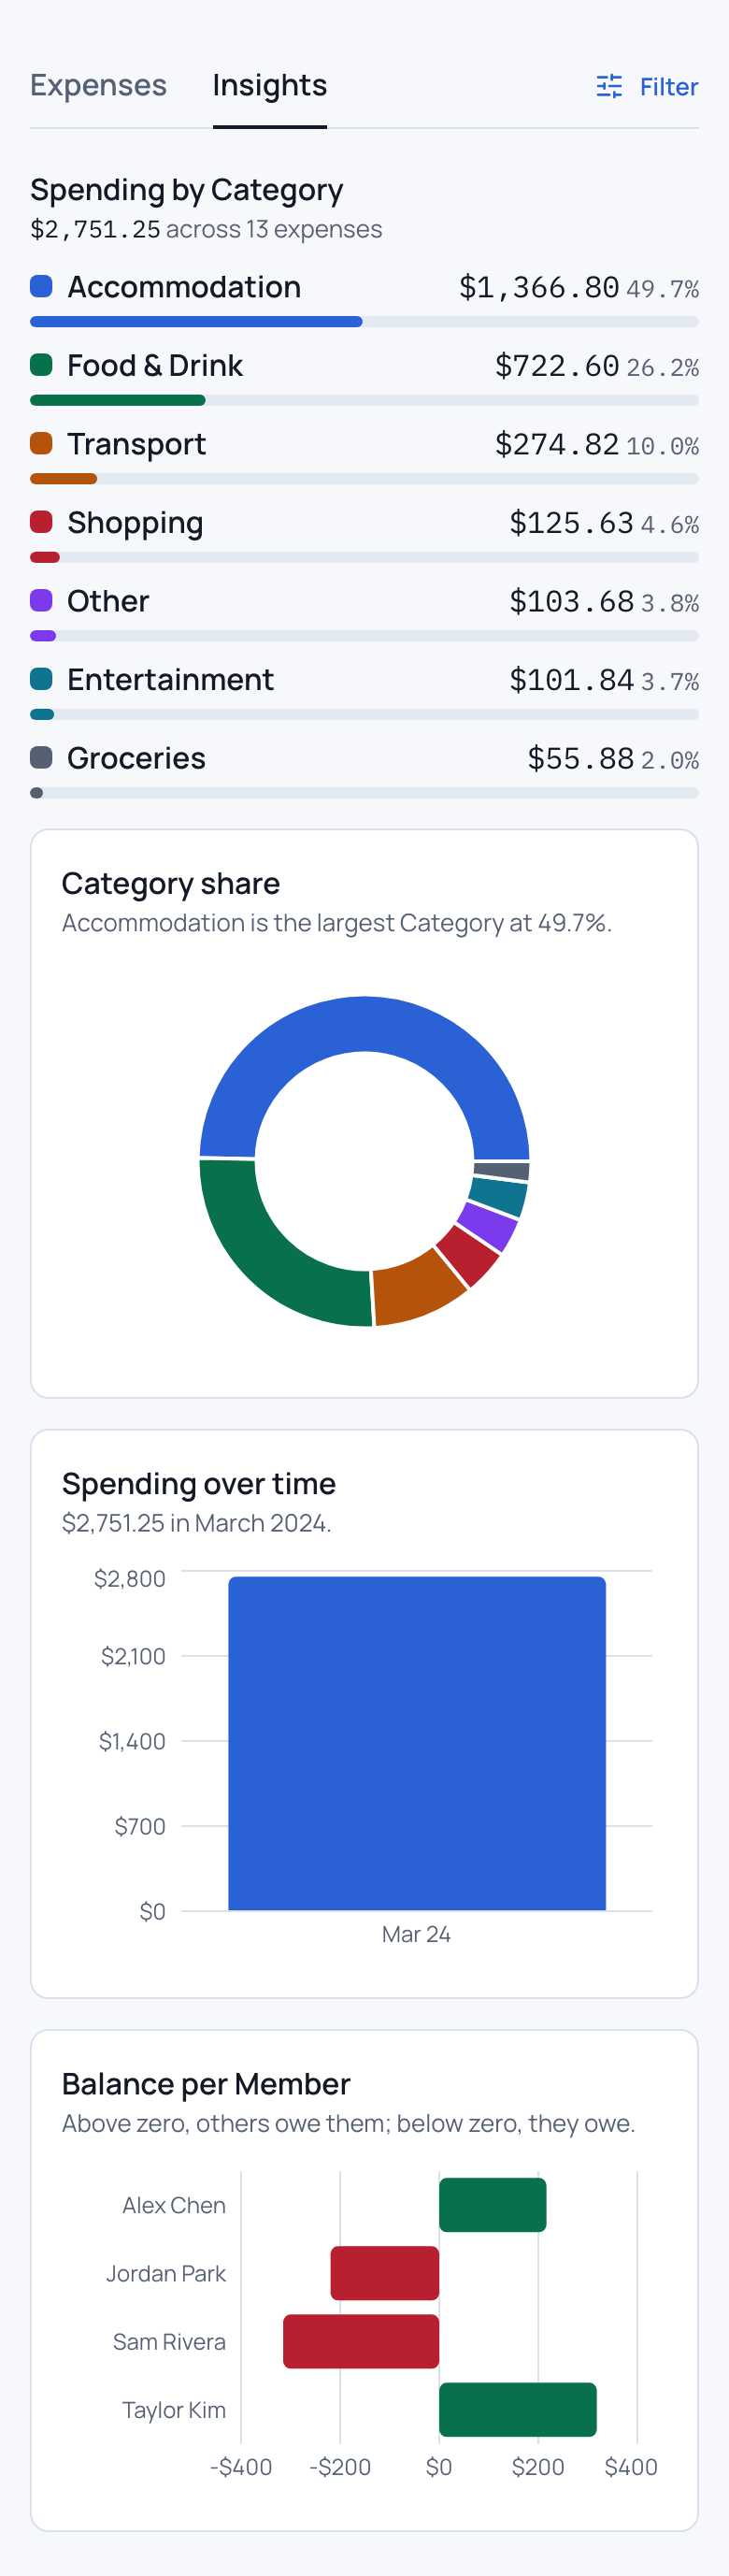 Expenses Insights Filter
Spending by Category
$2,751.25 across 13 expenses
Accommodation $1,366.80 49.7%
Food & Drink $722.60 26.2%
Transport $274.82 10.0%
Shopping $125.63 4.6%
Other $103.68 3.8%
Entertainment $101.84 3.7%
Groceries $55.88 2.0%
Category share
Accommodation is the largest Category at 49.7%.
Spending over time
$2,751.25 in March 2024.
$2,800
$2,100
$1,400
$700
$0
Mar 24
Balance per Member
Above zero, others owe them; below zero, they owe.
Alex Chen
Jordan Park
Sam Rivera
Taylor Kim
-$400 -$200 $0 $200 $400